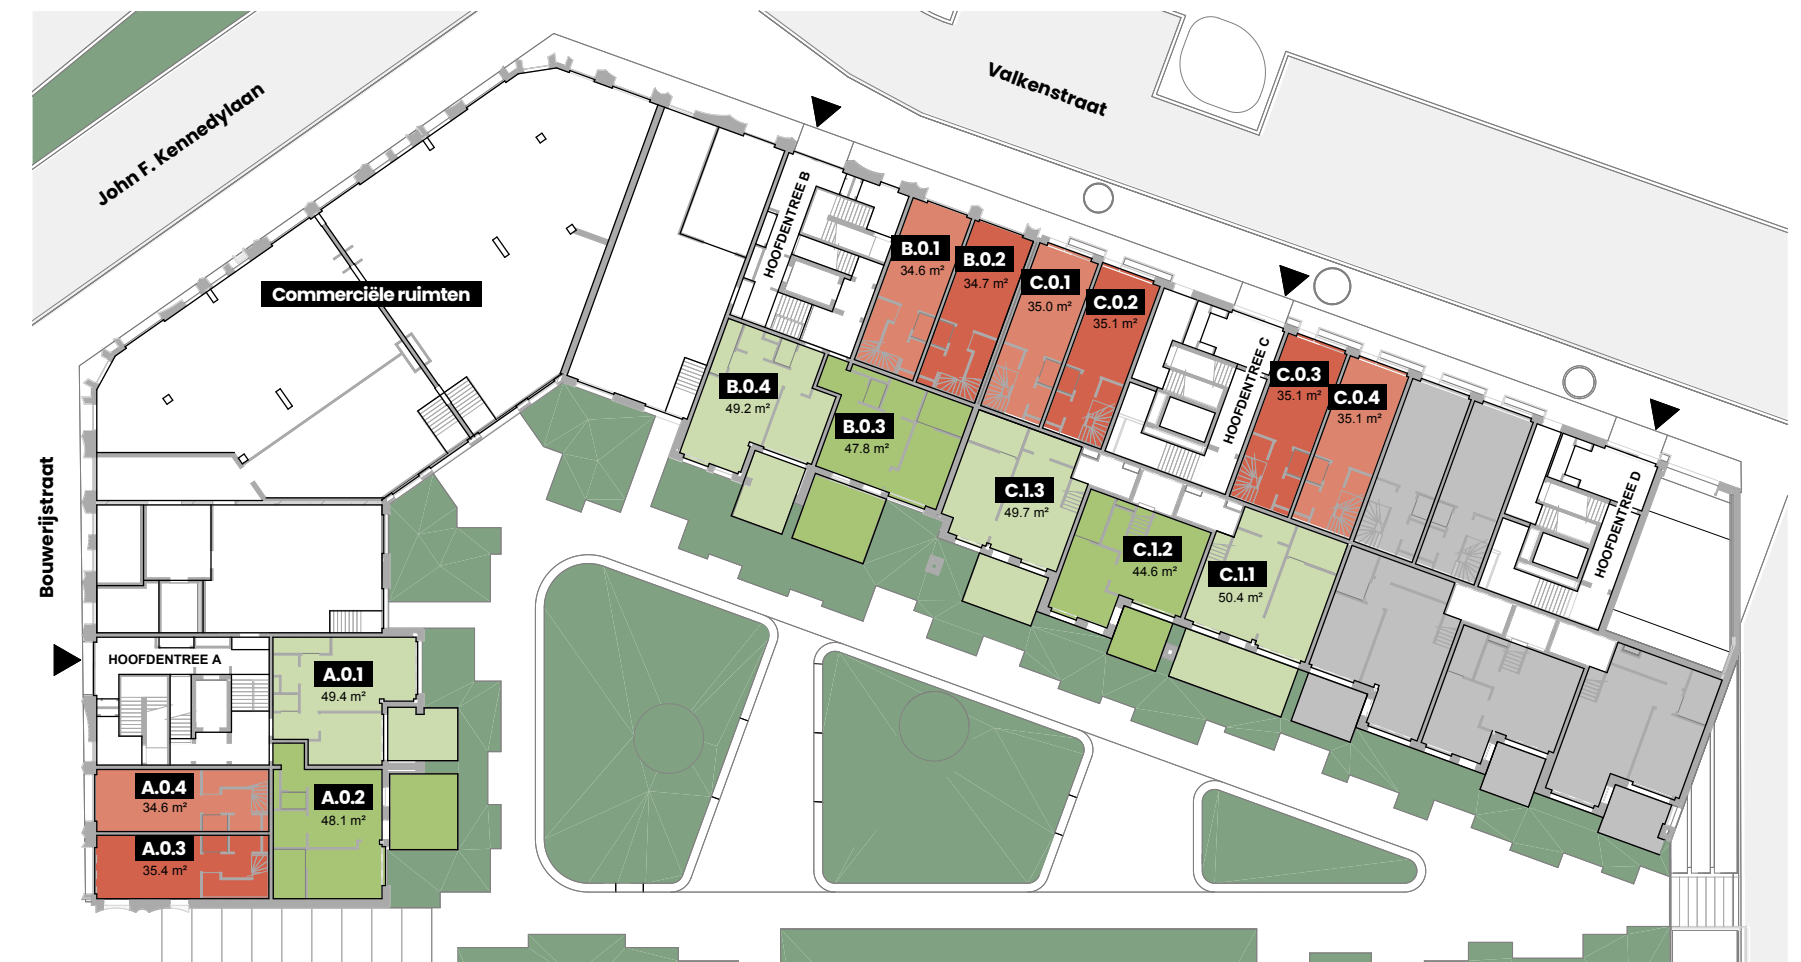 John F. Kennedylaan
Valkenstraat
Bouwerijstraat
Commerciële ruimten
HOOFDENTREE B
B.0.1
34.6 m²
B.0.2
34.7 m²
C.0.1
35.0 m²
C.0.2
35.1 m²
HOOFDENTREE C
C.0.3
35.1 m²
C.0.4
35.1 m²
HOOFDENTREE D
B.0.4
49.2 m²
B.0.3
47.8 m²
C.1.3
49.7 m²
C.1.2
44.6 m²
C.1.1
50.4 m²
HOOFDENTREE A
A.0.1
49.4 m²
A.0.4
34.6 m²
A.0.2
48.1 m²
A.0.3
35.4 m²